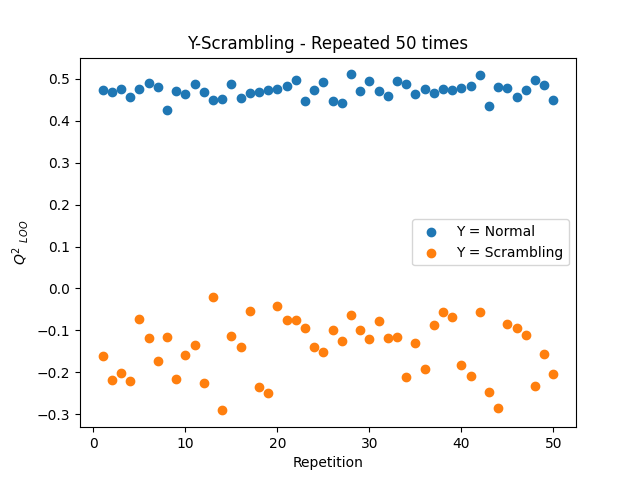 Y-Scrambling - Repeated 50 times
0.5
0.4
0.3
0.2
0.1
0.0
−0.1
−0.2
−0.3
Q² LOO
Y = Normal
Y = Scrambling
0 10 20 30 40 50
Repetition